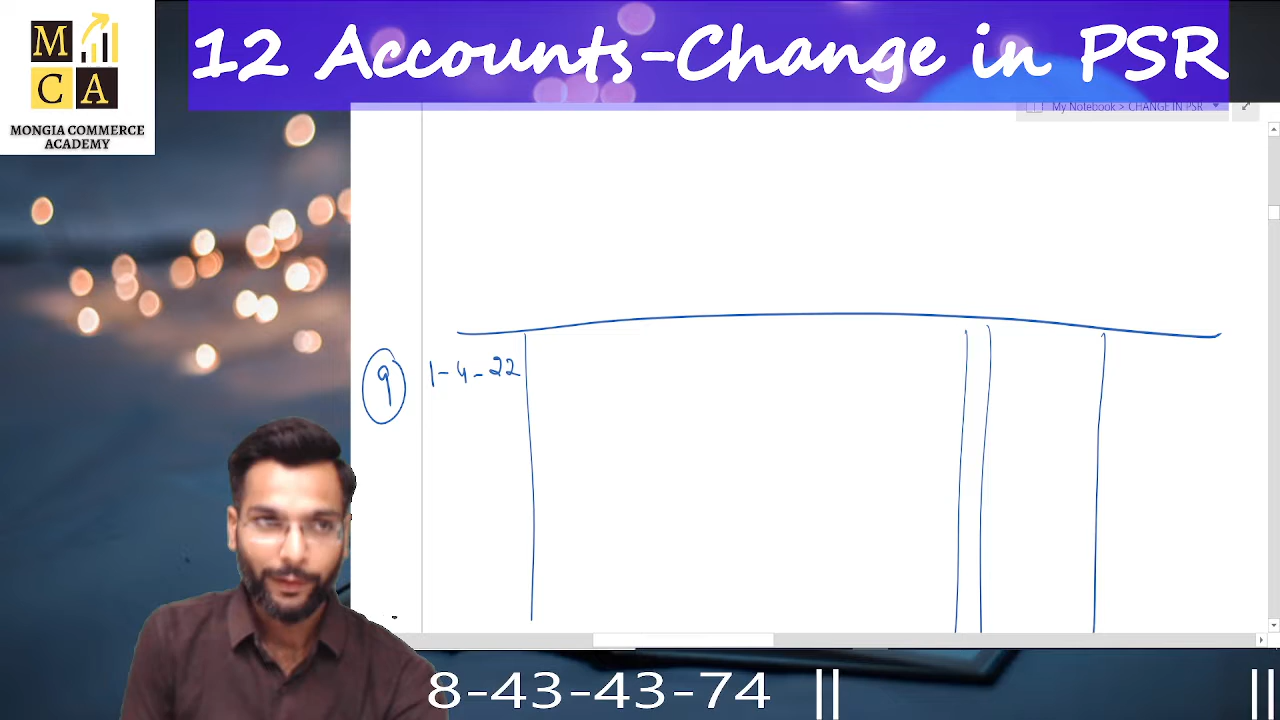 12 Accounts-Change in PSR
M
C A
MONGIA COMMERCE
ACADEMY
My Notebook > CHANGE IN PSR
9
1-4-22
8-43-43-74 || ||